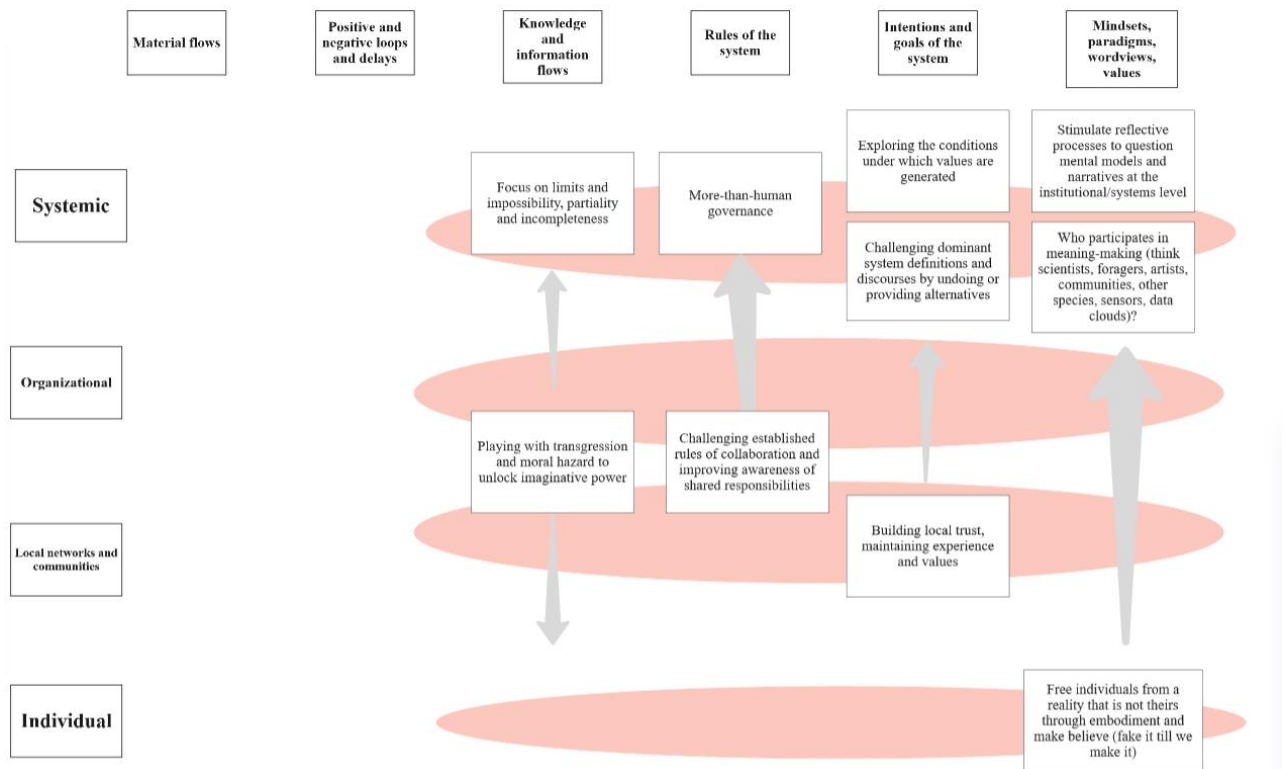 Material flows
Positive and
negative loops
and delays
Knowledge
and
information
flows
Rules of the
system
Intentions and
goals of the
system
Mindsets,
paradigms,
wordviews,
values
Systemic
Focus on limits and
impossibility, partiality
and incompleteness
More-than-human
governance
Exploring the conditions
under which values are
generated
Stimulate reflective
processes to question
mental models and
narratives at the
institutional/systems level
Challenging dominant
system definitions and
discourses by undoing or
providing alternatives
Who participates in
meaning-making (think
scientists, foragers, artists,
communities, other
species, sensors, data
clouds)?
Organizational
Playing with transgression
and moral hazard to
unlock imaginative power
Challenging established
rules of collaboration and
improving awareness of
shared responsibilities
Local networks and
communities
Building local trust,
maintaining experience
and values
Individual
Free individuals from a
reality that is not theirs
through embodiment and
make believe (fake it till we
make it)